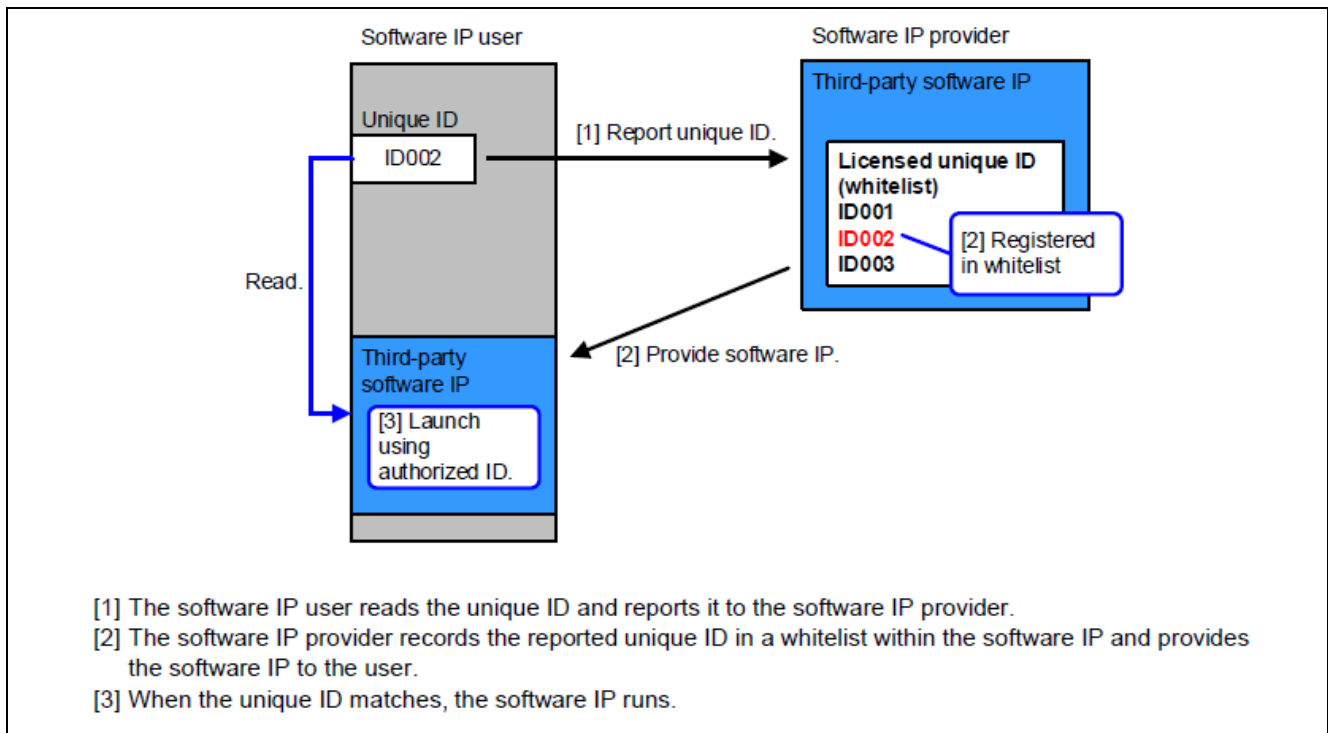 Software IP user
Software IP provider
Third-party software IP
Unique ID
ID002
[1] Report unique ID.
Licensed unique ID
(whitelist)
ID001
ID002
ID003
[2] Registered
in whitelist
Read.
[2] Provide software IP.
Third-party
software IP
[3] Launch
using
authorized ID.
[1] The software IP user reads the unique ID and reports it to the software IP provider.
[2] The software IP provider records the reported unique ID in a whitelist within the software IP and provides
the software IP to the user.
[3] When the unique ID matches, the software IP runs.